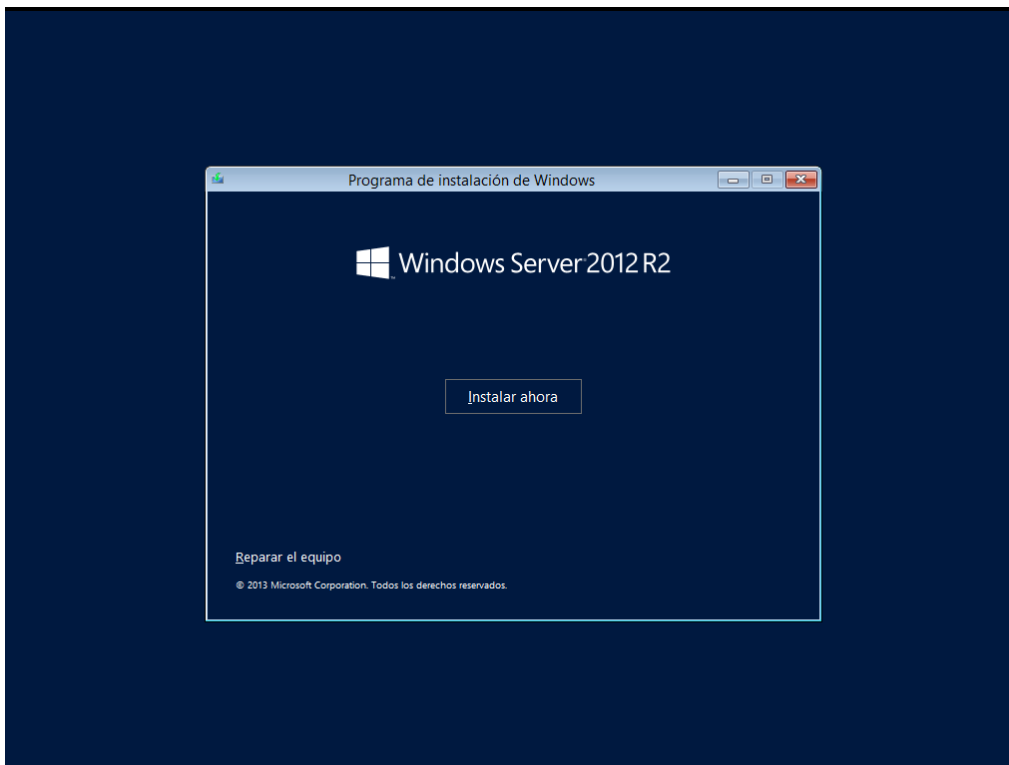 Programa de instalación de Windows
Windows Server 2012 R2
Instalar ahora
Reparar el equipo
© 2013 Microsoft Corporation. Todos los derechos reservados.